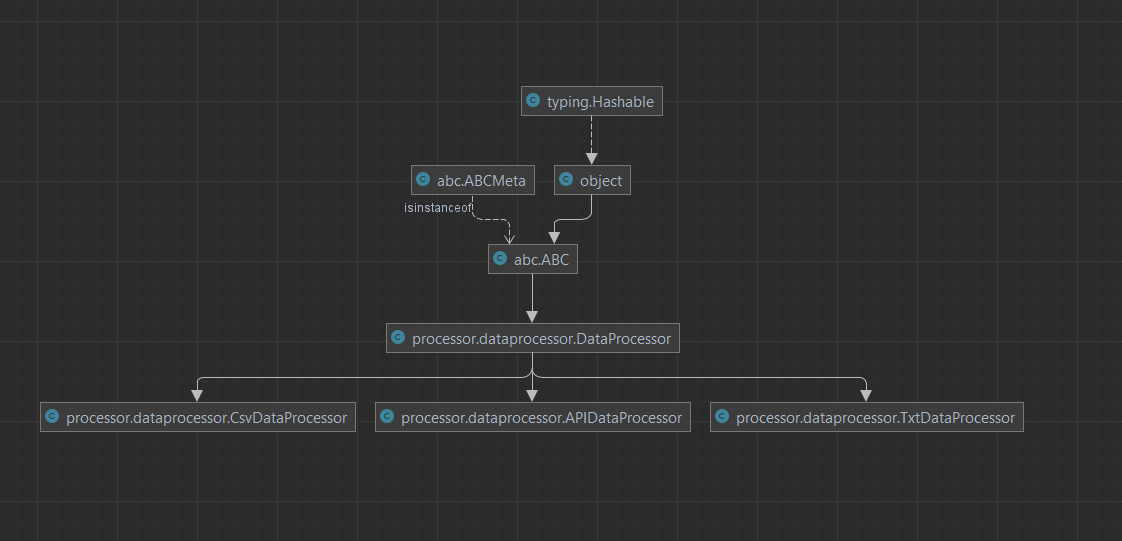 typing.Hashable
abc.ABCMeta
object
isinstanceof
abc.ABC
processor.dataprocessor.DataProcessor
processor.dataprocessor.CsvDataProcessor
processor.dataprocessor.APIDataProcessor
processor.dataprocessor.TxtDataProcessor